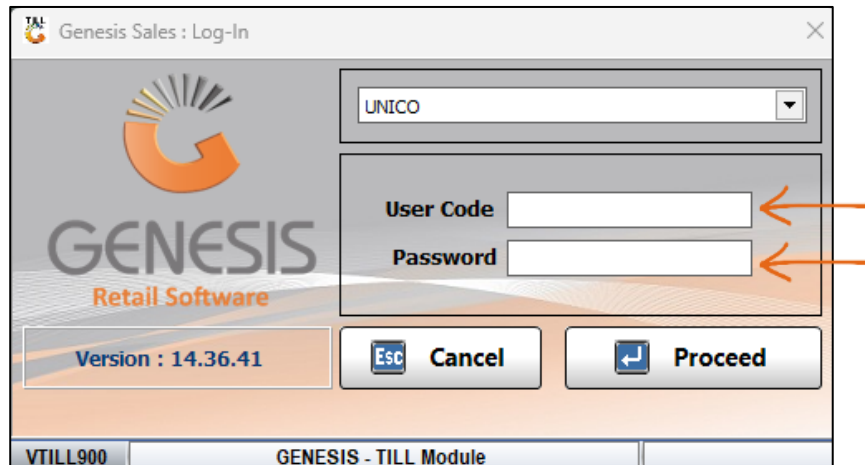 TILL
Genesis Sales : Log-In
UNICO
User Code
Password
GENESIS
Retail Software
Version : 14.36.41
Esc Cancel
Proceed
VTILL900
GENESIS - TILL Module